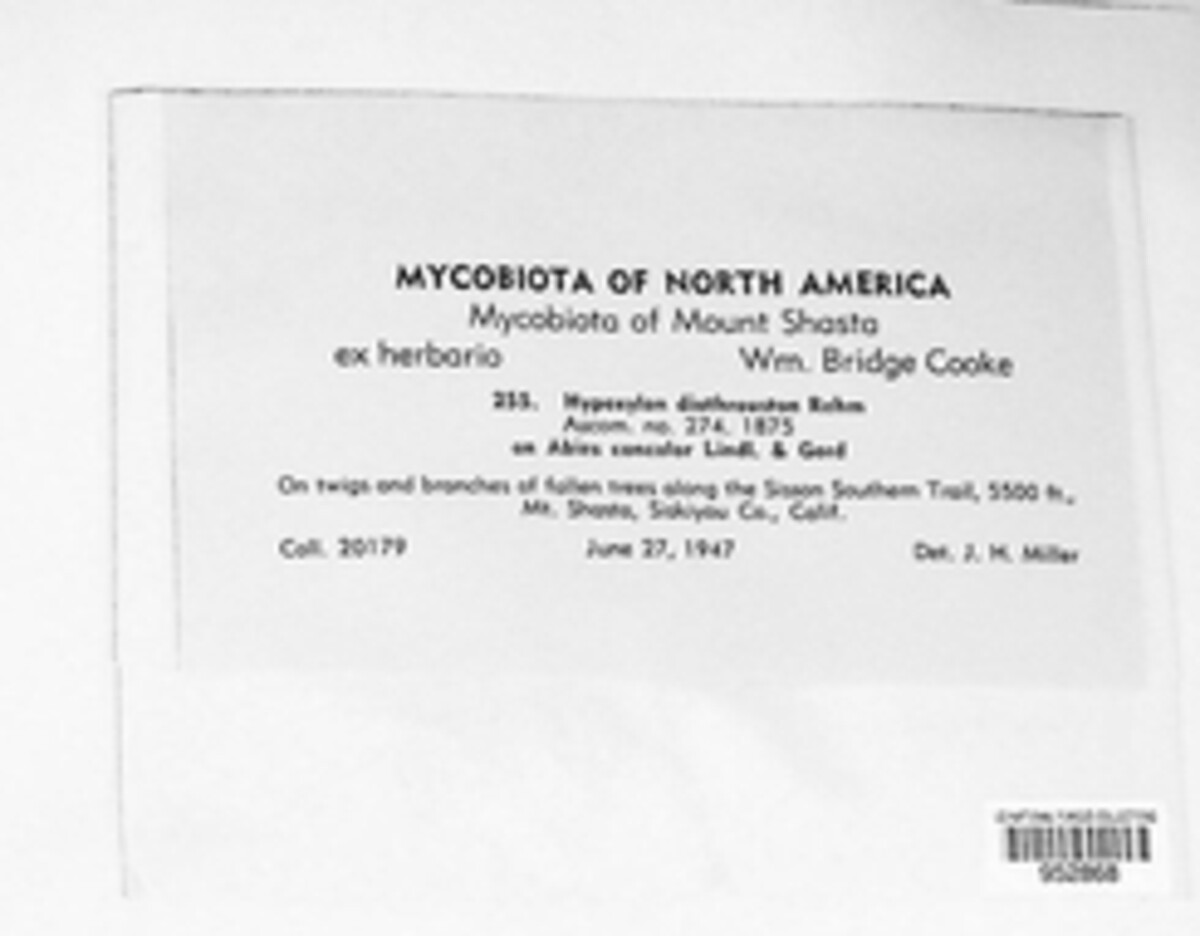 MYCOBIOTA OF NORTH AMERICA
Mycobiota of Mount Shasta
ex herbario Wm. Bridge Cooke
255. Hypoxylon diathrauston Rehm
Ascom. no. 274. 1875
on Abies concolor Lindl. & Gord
On twigs and branches of fallen trees along the Sisson Southern Trail, 5500 ft.,
Mt. Shasta, Siskiyou Co., Calif.
Coll. 20179 June 27, 1947 Det. J. H. Miller
952868